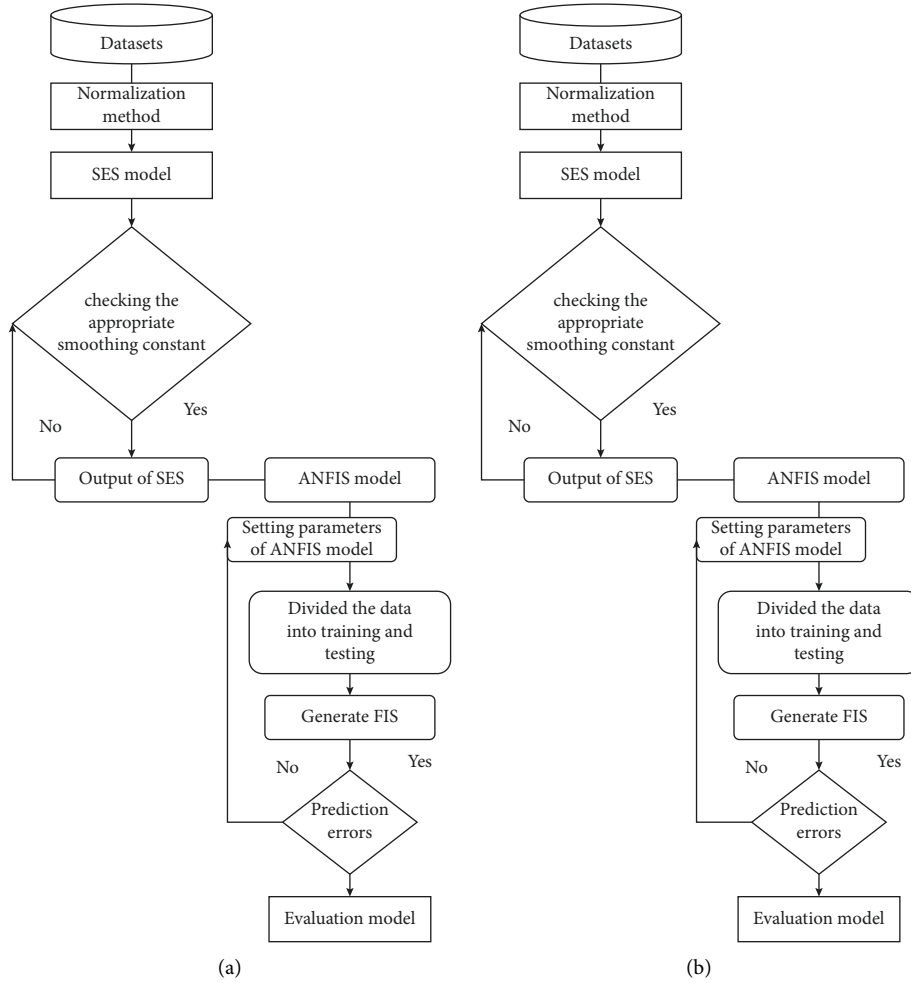 Datasets
Normalization
method
SES model
checking the
appropriate
smoothing constant
Yes
No
Output of SES
ANFIS model
Setting parameters
of ANFIS model
Divided the data
into training and
testing
Generate FIS
No
Yes
Prediction
errors
Evaluation model
(a)
Datasets
Normalization
method
SES model
checking the
appropriate
smoothing constant
Yes
No
Output of SES
ANFIS model
Setting parameters
of ANFIS model
Divided the data
into training and
testing
Generate FIS
No
Yes
Prediction
errors
Evaluation model
(b)